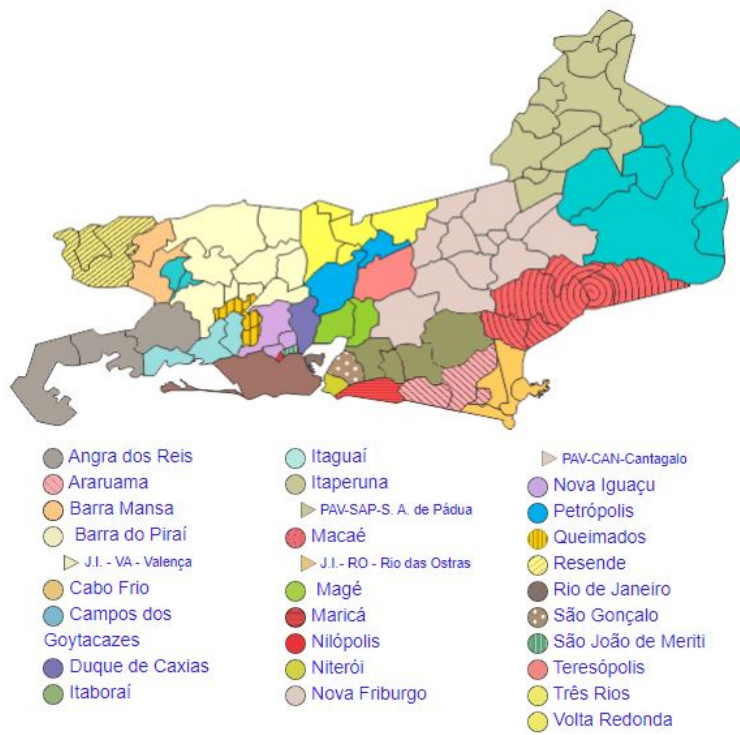 Angra dos Reis
Araruama
Barra Mansa
Barra do Piraí
J.I. - VA - Valença
Cabo Frio
Campos dos
Goytacazes
Duque de Caxias
Itaboraí
Itaguaí
Itaperuna
PAV-SAP-S. A. de Pádua
Macaé
J.I.- RO - Rio das Ostras
Magé
Maricá
Nilópolis
Niterói
Nova Friburgo
PAV-CAN-Cantagalo
Nova Iguaçu
Petrópolis
Queimados
Resende
Rio de Janeiro
São Gonçalo
São João de Meriti
Teresópolis
Três Rios
Volta Redonda